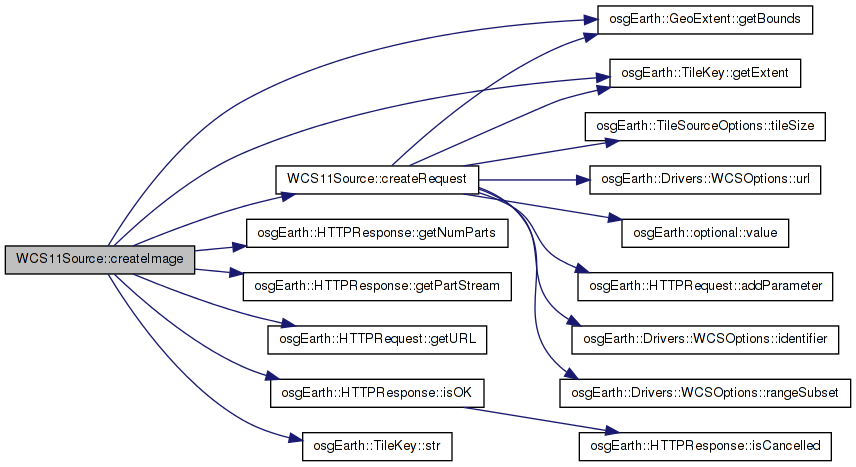 osgEarth::GeoExtent::getBounds
osgEarth::TileKey::getExtent
osgEarth::TileSourceOptions::tileSize
WCS11Source::createRequest
osgEarth::Drivers::WCSOptions::url
osgEarth::HTTPResponse::getNumParts
osgEarth::optional::value
WCS11Source::createImage
osgEarth::HTTPResponse::getPartStream
osgEarth::HTTPRequest::addParameter
osgEarth::HTTPRequest::getURL
osgEarth::Drivers::WCSOptions::identifier
osgEarth::HTTPResponse::isOK
osgEarth::Drivers::WCSOptions::rangeSubset
osgEarth::TileKey::str
osgEarth::HTTPResponse::isCancelled